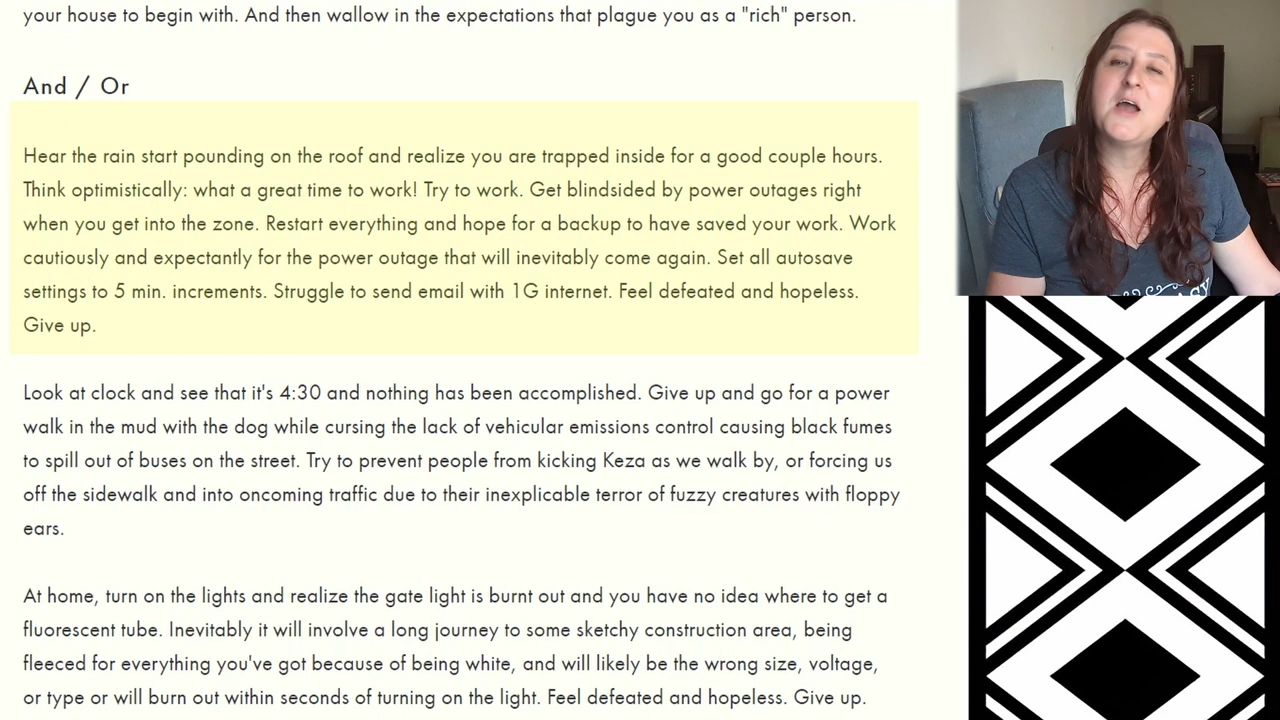 your house to begin with. And then wallow in the expectations that plague you as a "rich" person.
And / Or
Hear the rain start pounding on the roof and realize you are trapped inside for a good couple hours.
Think optimistically: what a great time to work! Try to work. Get blindsided by power outages right
when you get into the zone. Restart everything and hope for a backup to have saved your work. Work
cautiously and expectantly for the power outage that will inevitably come again. Set all autosave
settings to 5 min. increments. Struggle to send email with 1G internet. Feel defeated and hopeless.
Give up.
Look at clock and see that it's 4:30 and nothing has been accomplished. Give up and go for a power
walk in the mud with the dog while cursing the lack of vehicular emissions control causing black fumes
to spill out of buses on the street. Try to prevent people from kicking Keza as we walk by, or forcing us
off the sidewalk and into oncoming traffic due to their inexplicable terror of fuzzy creatures with floppy
ears.
At home, turn on the lights and realize the gate light is burnt out and you have no idea where to get a
fluorescent tube. Inevitably it will involve a long journey to some sketchy construction area, being
fleeced for everything you've got because of being white, and will likely be the wrong size, voltage,
or type or will burn out within seconds of turning on the light. Feel defeated and hopeless. Give up.